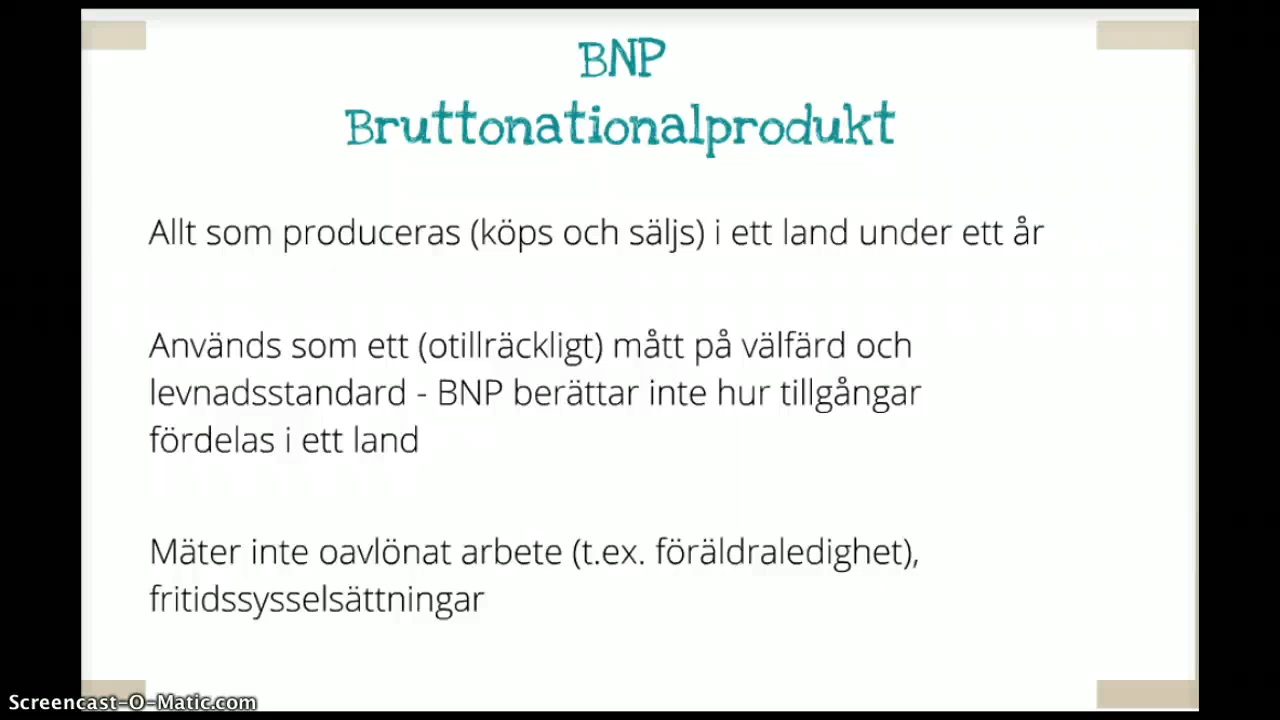 BNP
Bruttonationalprodukt
Allt som produceras (köps och säljs) i ett land under ett år
Används som ett (otillräckligt) mått på välfärd och
levnadsstandard - BNP berättar inte hur tillgångar
fördelas i ett land
Mäter inte oavlönat arbete (t.ex. föräldraledighet),
fritidssysselsättningar
Screencast-O-Matic.com